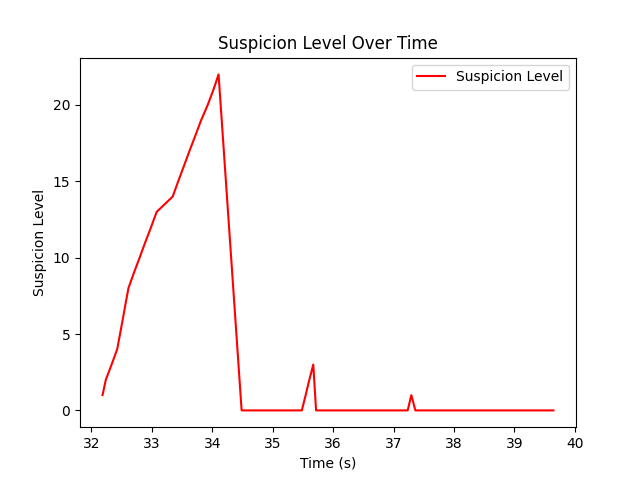 Suspicion Level Over Time
Suspicion Level
20
15
10
5
0
Suspicion Level
32 33 34 35 36 37 38 39 40
Time (s)